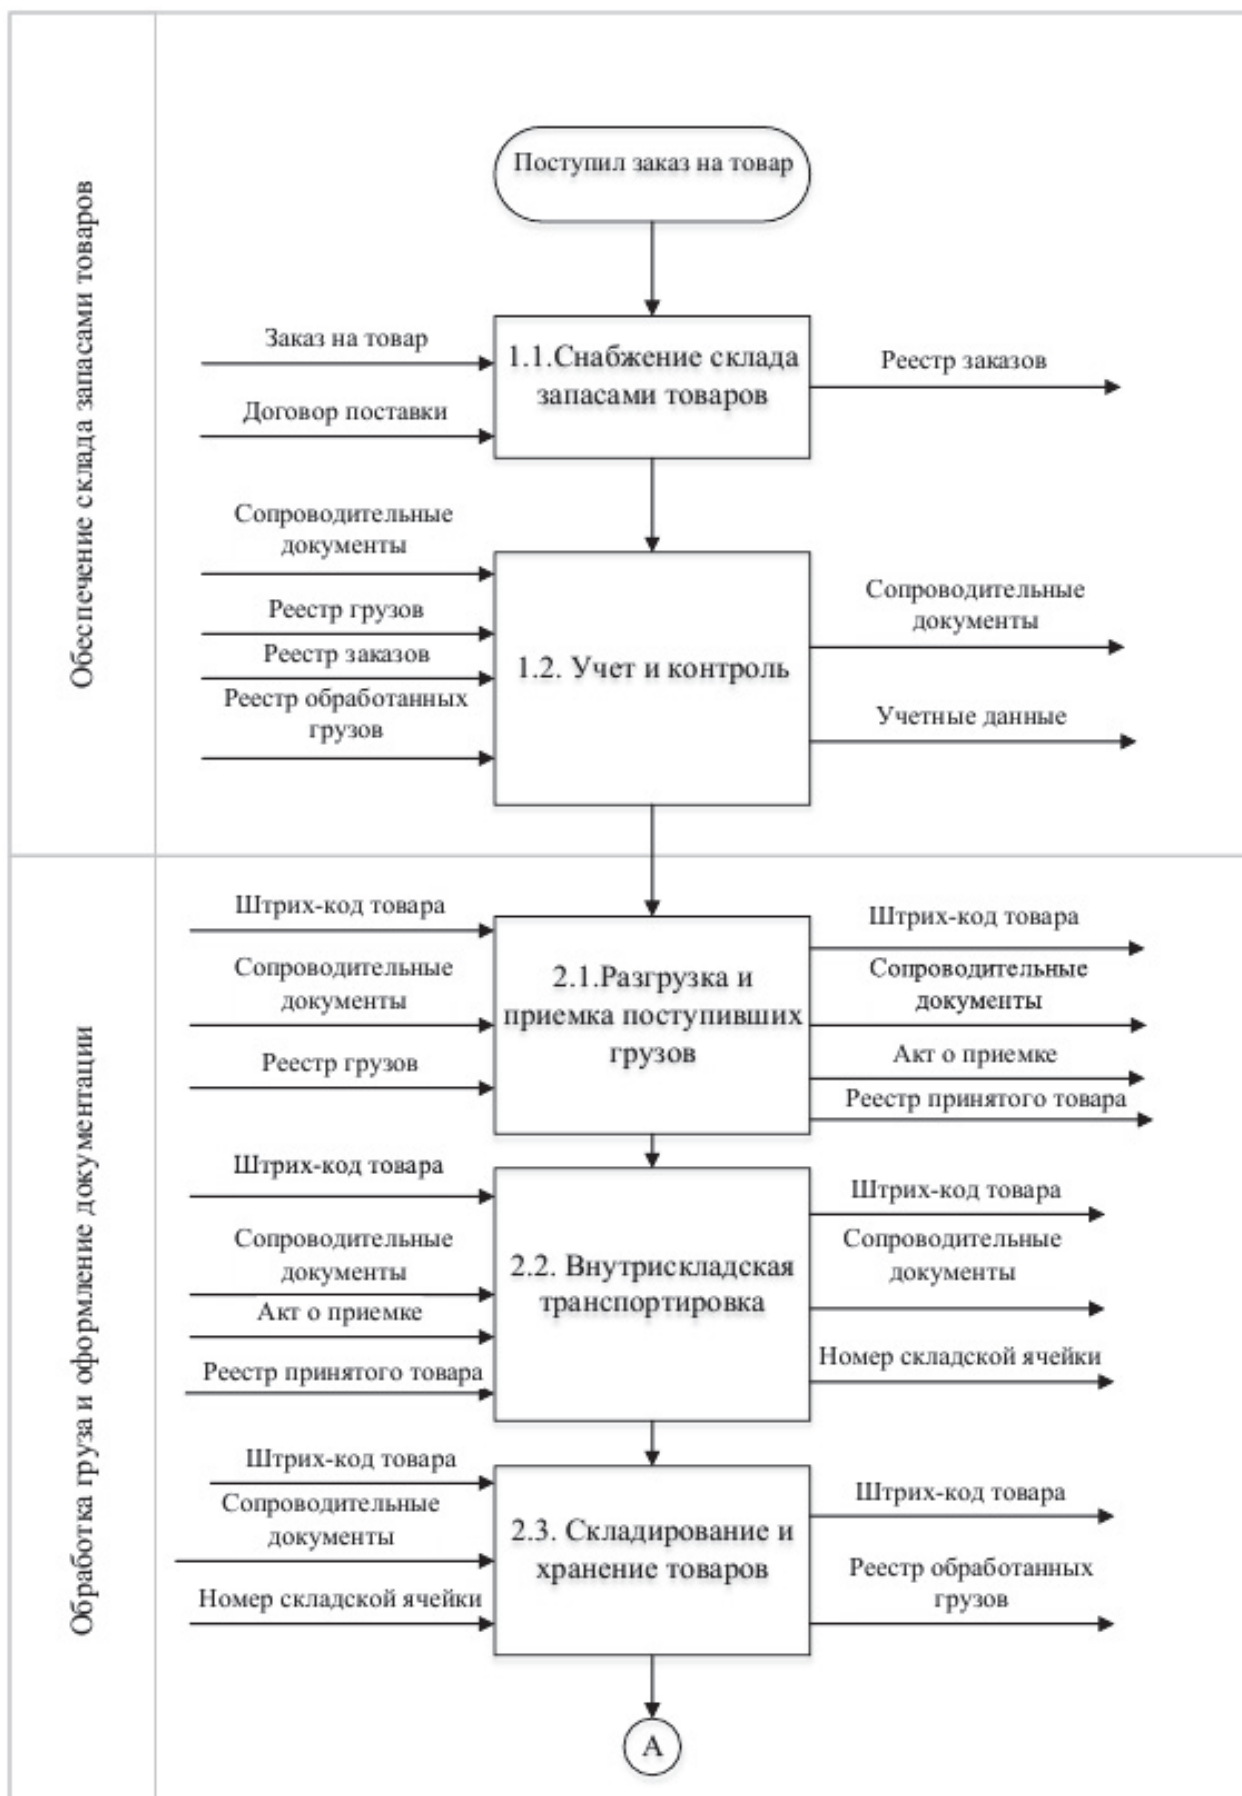 Обеспечение склада запасами товаров
Поступил заказ на товар
Заказ на товар
Договор поставки
1.1.Снабжение склада
запасами товаров
Реестр заказов
Сопроводительные
документы
Реестр грузов
Реестр заказов
Реестр обработанных
грузов
1.2. Учет и контроль
Сопроводительные
документы
Учетные данные
Обработка груза и оформление документации
Штрих-код товара
Сопроводительные
документы
Реестр грузов
2.1.Разгрузка и
приемка поступивших
грузов
Штрих-код товара
Сопроводительные
документы
Акт о приемке
Реестр принятого товара
Штрих-код товара
Сопроводительные
документы
Акт о приемке
Реестр принятого товара
2.2. Внутрискладская
транспортировка
Штрих-код товара
Сопроводительные
документы
Номер складской ячейки
Штрих-код товара
Сопроводительные
документы
Номер складской ячейки
2.3. Складирование и
хранение товаров
Штрих-код товара
Реестр обработанных
грузов
А